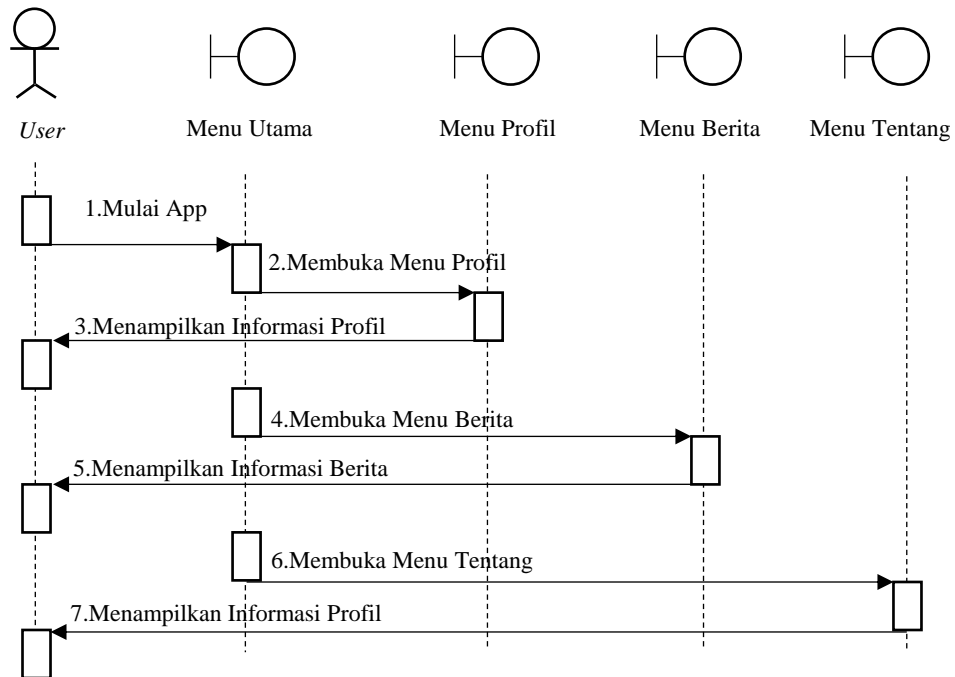 User
Menu Utama
Menu Profil
Menu Berita
Menu Tentang
1.Mulai App
2.Membuka Menu Profil
3.Menampilkan Informasi Profil
4.Membuka Menu Berita
5.Menampilkan Informasi Berita
6.Membuka Menu Tentang
7.Menampilkan Informasi Profil